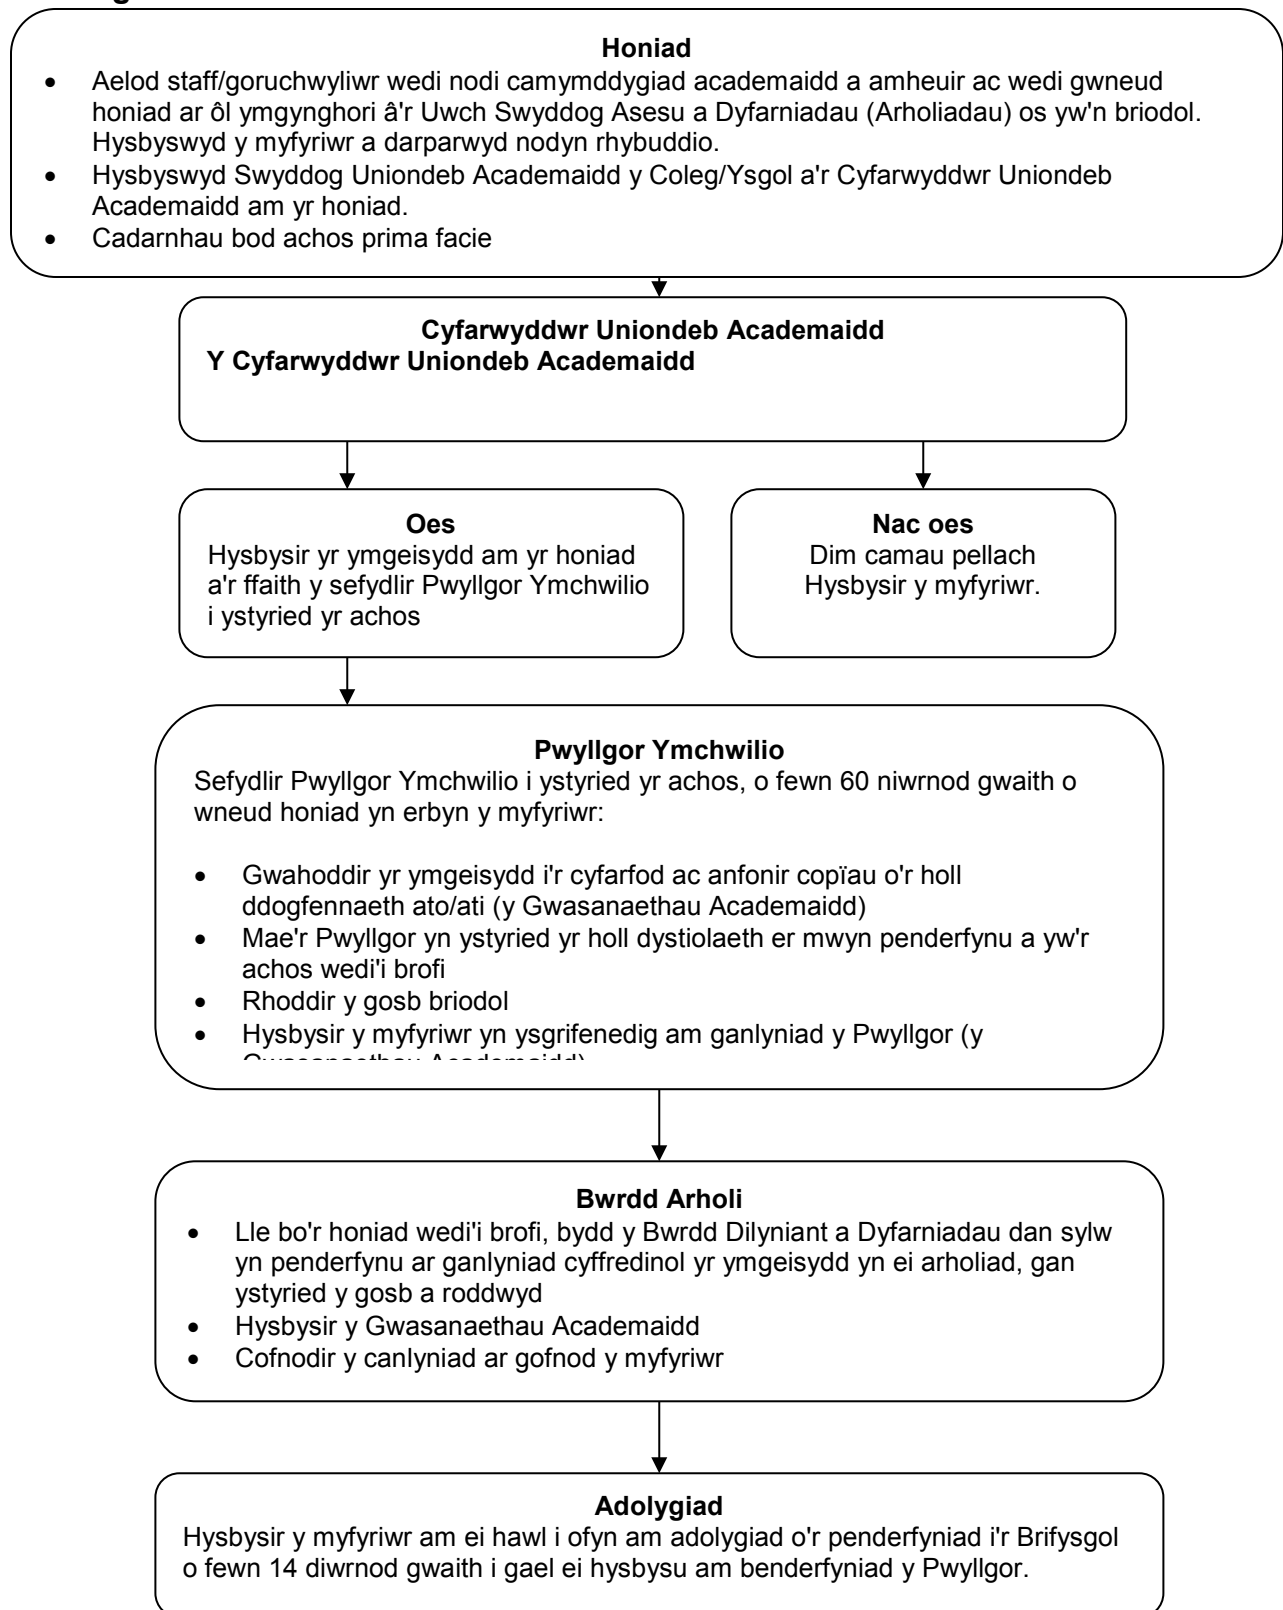 Honiad
• Aelod staff/goruchwyliwr wedi nodi camymddygiad academaidd a amheuir ac wedi gwneud
honiad ar ôl ymgynghori â'r Uwch Swyddog Asesu a Dyfarniadau (Arholiadau) os yw'n briodol.
Hysbyswyd y myfyriwr a darparwyd nodyn rhybuddio.
• Hysbyswyd Swyddog Uniondeb Academaidd y Coleg/Ysgol a'r Cyfarwyddwr Uniondeb
Academaidd am yr honiad.
• Cadarnhau bod achos prima facie
Cyfarwyddwr Uniondeb Academaidd
Y Cyfarwyddwr Uniondeb Academaidd
Oes
Hysbysir yr ymgeisydd am yr honiad
a'r ffaith y sefydlir Pwyllgor Ymchwilio
i ystyried yr achos
Nac oes
Dim camau pellach
Hysbysir y myfyriwr.
Pwyllgor Ymchwilio
Sefydlir Pwyllgor Ymchwilio i ystyried yr achos, o fewn 60 niwrnod gwaith o
wneud honiad yn erbyn y myfyriwr:
• Gwahoddir yr ymgeisydd i'r cyfarfod ac anfonir copïau o'r holl
ddogfennaeth ato/ati (y Gwasanaethau Academaidd)
• Mae'r Pwyllgor yn ystyried yr holl dystiolaeth er mwyn penderfynu a yw'r
achos wedi'i brofi
• Rhoddir y gosb briodol
• Hysbysir y myfyriwr yn ysgrifenedig am ganlyniad y Pwyllgor (y
Gwasanaethau Academaidd)
Bwrdd Arholi
• Lle bo'r honiad wedi'i brofi, bydd y Bwrdd Dilyniant a Dyfarniadau dan sylw
yn penderfynu ar ganlyniad cyffredinol yr ymgeisydd yn ei arholiad, gan
ystyried y gosb a roddwyd
• Hysbysir y Gwasanaethau Academaidd
• Cofnodir y canlyniad ar gofnod y myfyriwr
Adolygiad
Hysbysir y myfyriwr am ei hawl i ofyn am adolygiad o'r penderfyniad i'r Brifysgol
o fewn 14 diwrnod gwaith i gael ei hysbysu am benderfyniad y Pwyllgor.